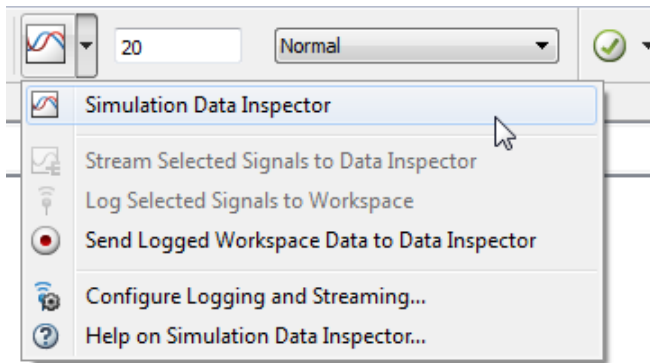 20
Normal
Simulation Data Inspector
Stream Selected Signals to Data Inspector
Log Selected Signals to Workspace
Send Logged Workspace Data to Data Inspector
Configure Logging and Streaming...
Help on Simulation Data Inspector...